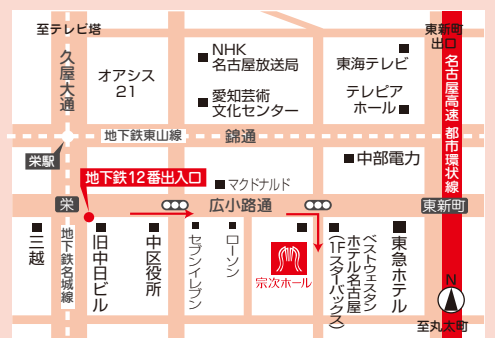 至テレビ塔
東新町
出口
久屋大通
オアシス
21
NHK
名古屋放送局
愛知芸術
文化センター
東海テレビ
テレピア
ホール
名古屋高速 都市環状線
地下鉄東山線
錦通
栄駅
中部電力
地下鉄12番出入口
マクドナルド
栄
広小路通
東新町
三越
地下鉄名城線
旧中日ビル
中区役所
セブンイレブン
ローソン
宗次ホール
ベストウェスタン
ホテル名古屋
(1Fスターバックス)
東急ホテル
N
至丸太町